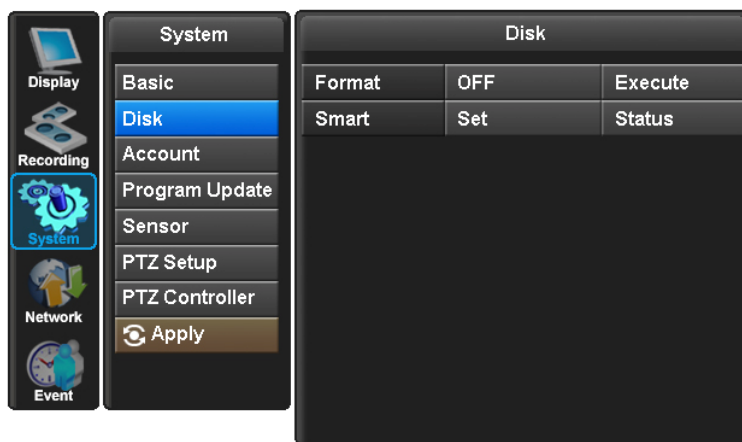 Display
Recording
System
Network
Event
System
Basic
Disk
Account
Program Update
Sensor
PTZ Setup
PTZ Controller
Apply
Disk
Format OFF Execute
Smart Set Status